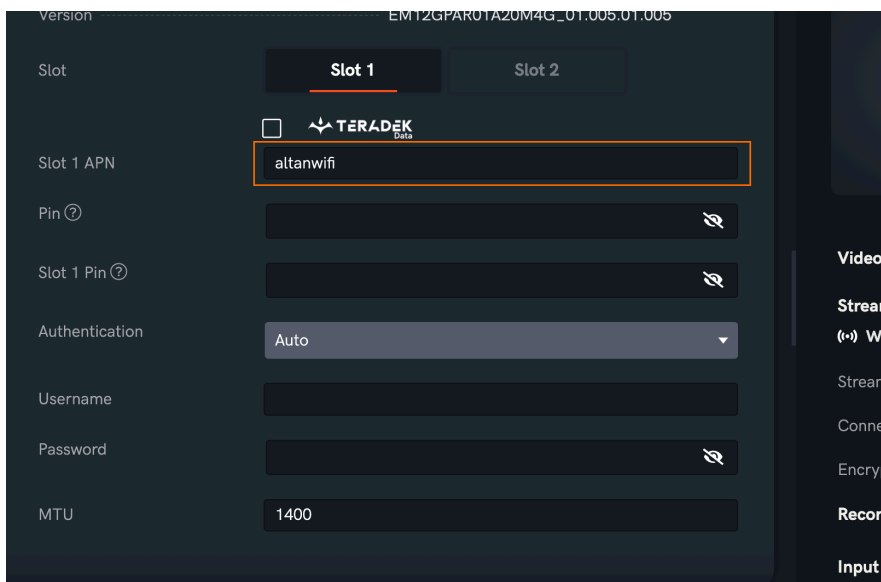 Version EM12GPAR01A20M4G_01.005.01.005
Slot Slot 1 Slot 2
TERADEK
Data
Slot 1 APN altanwifi
Pin ?
Slot 1 Pin ?
Authentication Auto
Username
Password
MTU 1400
Video
Strea
W
Strear
Conne
Encry
Recor
Input